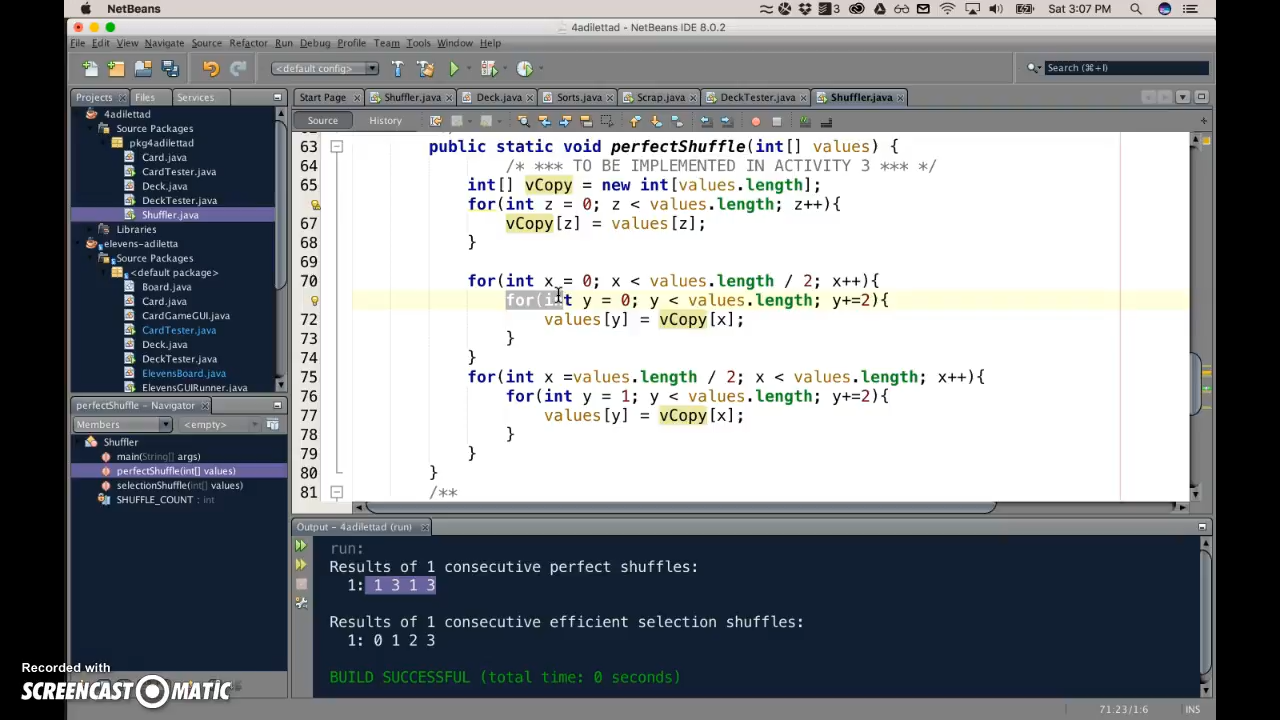 NetBeans
3
Sat 3:07 PM
4adilettad - NetBeans IDE 8.0.2
File Edit View Navigate Source Refactor Run Debug Profile Team Tools Window Help
<default config>
Search (⌘+I)
Projects Files Services
Start Page Shuffler.java Deck.java Sorts.java Scrap.java DeckTester.java Shuffler.java
Source History
4adilettad
Source Packages
pkg4adilettad
Card.java
CardTester.java
Deck.java
DeckTester.java
Shuffler.java
Libraries
elevens-adiletta
Source Packages
<default package>
Board.java
Card.java
CardGameGUI.java
CardTester.java
Deck.java
DeckTester.java
ElevensBoard.java
ElevensGUIRunner.java
63 public static void perfectShuffle(int[] values) {
64 /* *** TO BE IMPLEMENTED IN ACTIVITY 3 *** */
65 int[] vCopy = new int[values.length];
for(int z = 0; z < values.length; z++){
67 vCopy[z] = values[z];
68 }
69
70 for(int x = 0; x < values.length / 2; x++){
for(int y = 0; y < values.length; y+=2){
72 values[y] = vCopy[x];
73 }
74 }
75 for(int x =values.length / 2; x < values.length; x++){
76 for(int y = 1; y < values.length; y+=2){
77 values[y] = vCopy[x];
78 }
79 }
80 }
81 /**
perfectShuffle - Navigator
Members <empty>
Shuffler
main(String[] args)
perfectShuffle(int[] values)
selectionShuffle(int[] values)
SHUFFLE_COUNT : int
Output - 4adilettad (run)
run:
Results of 1 consecutive perfect shuffles:
1: 1 3 1 3
Results of 1 consecutive efficient selection shuffles:
1: 0 1 2 3
BUILD SUCCESSFUL (total time: 0 seconds)
Recorded with
SCREENCAST MATIC
71:23/1:6 INS